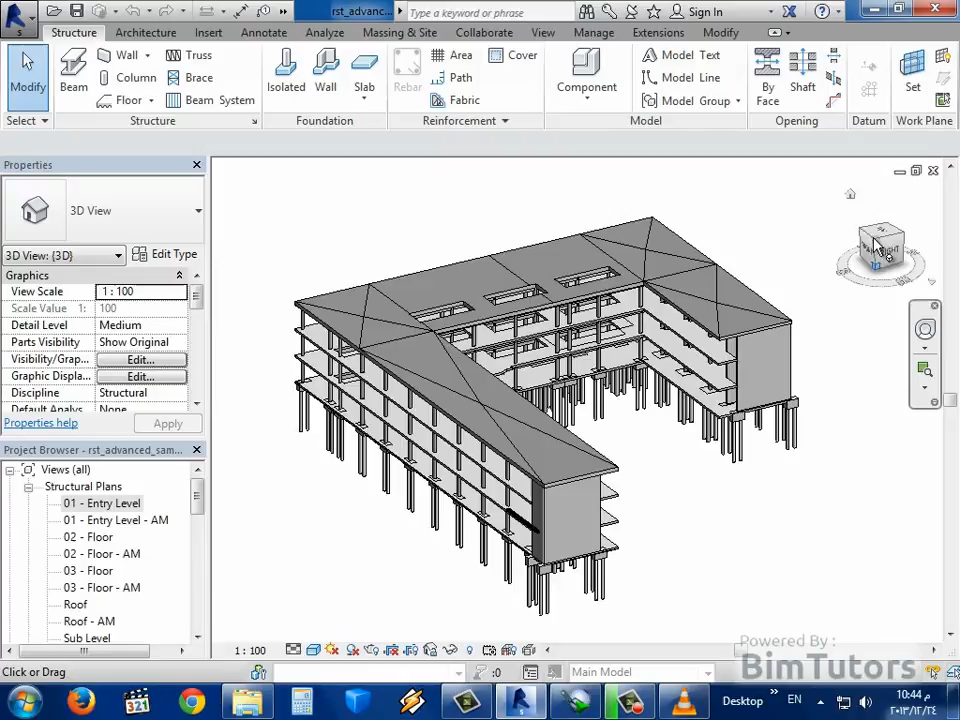 rst_advanc...
Type a keyword or phrase
Sign In
Structure Architecture Insert Annotate Analyze Massing & Site Collaborate View Manage Extensions Modify
Modify
Select
Beam
Wall
Column
Floor
Truss
Brace
Beam System
Structure
Isolated
Wall
Slab
Foundation
Rebar
Area
Path
Fabric
Cover
Reinforcement
Component
Model Text
Model Line
Model Group
Model
By
Face
Shaft
Opening
Datum
Set
Work Plane
Properties
3D View
3D View: {3D}
Edit Type
Graphics
View Scale 1 : 100
Scale Value 1: 100
Detail Level Medium
Parts Visibility Show Original
Visibility/Grap... Edit...
Graphic Displa... Edit...
Discipline Structural
Default Analys... None
Properties help
Apply
Project Browser - rst_advanced_sam...
Views (all)
Structural Plans
01 - Entry Level
01 - Entry Level - AM
02 - Floor
02 - Floor - AM
03 - Floor
03 - Floor - AM
Roof
Roof - AM
Sub Level
1 : 100
Click or Drag
:0
Main Model
Powered By :
BimTutors
321
Desktop
EN
10:44 م
٢٠١٣/١٢/٢٤